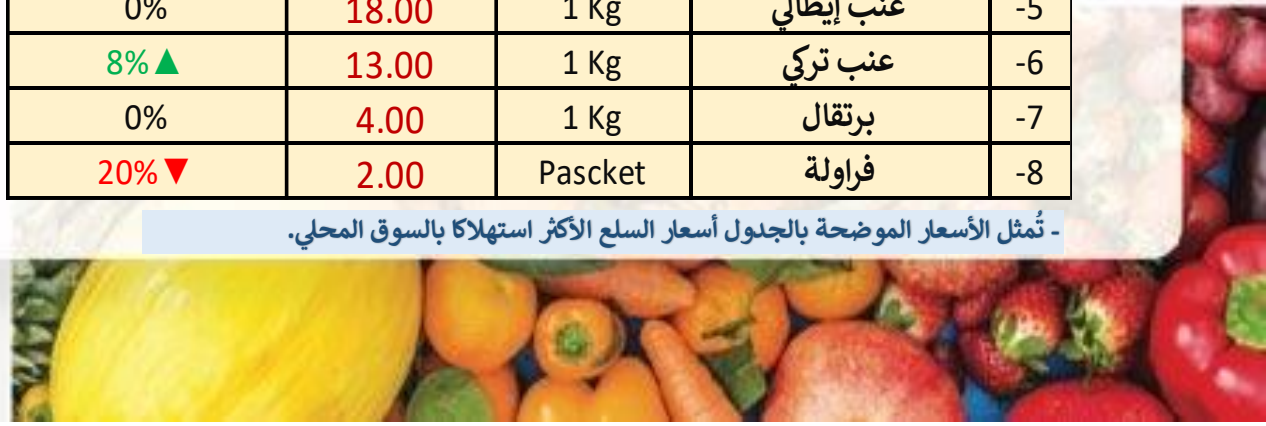 -5 عنب إيطالي 1 Kg 18.00 0%
-6 عنب تركي 1 Kg 13.00 8%▲
-7 برتقال 1 Kg 4.00 0%
-8 فراولة Pascket 2.00 20%▼
- تُمثل الأسعار الموضحة بالجدول أسعار السلع الأكثر استهلاكا بالسوق المحلي.